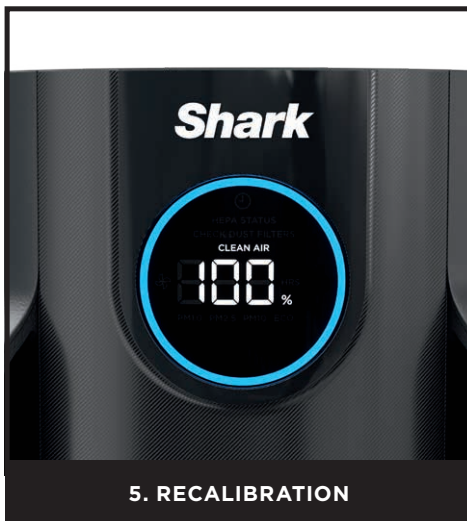 Shark
HEPA STATUS
CHECK DUST FILTERS
CLEAN AIR
100 %
5. RECALIBRATION